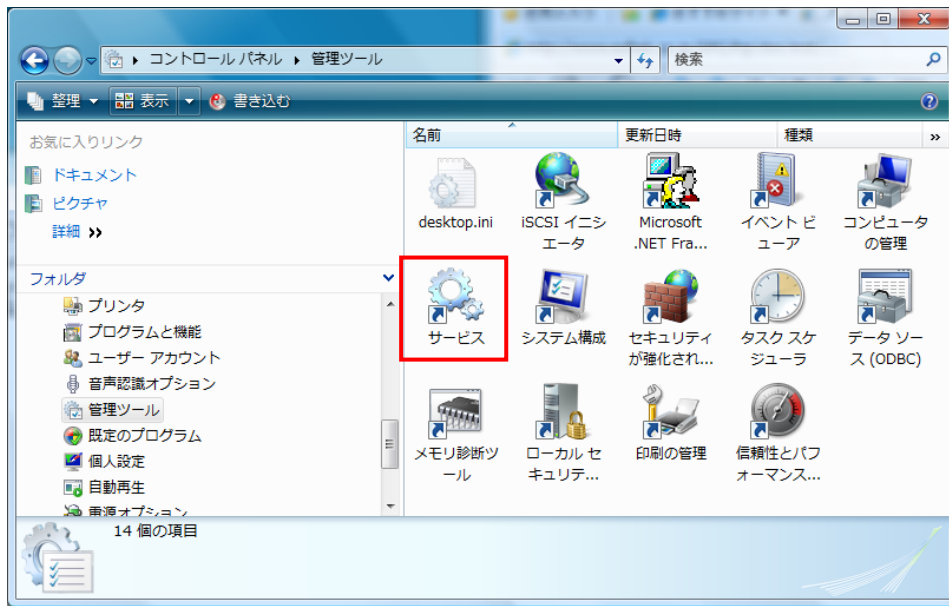 コントロール パネル ▸ 管理ツール
検索
整理 表示 書き込む
お気に入りリンク
ドキュメント
ピクチャ
詳細 »
フォルダ
プリンタ
プログラムと機能
ユーザー アカウント
音声認識オプション
管理ツール
既定のプログラム
個人設定
自動再生
電源オプション
名前 更新日時 種類 »
desktop.ini
iSCSI イニシ
エータ
Microsoft
.NET Fra...
イベント ビ
ューア
コンピュータ
の管理
サービス
システム構成
セキュリティ
が強化され...
タスク スケ
ジューラ
データ ソー
ス (ODBC)
メモリ診断ツ
ール
ローカル セ
キュリテ...
印刷の管理
信頼性とパフ
ォーマンス...
14 個の項目